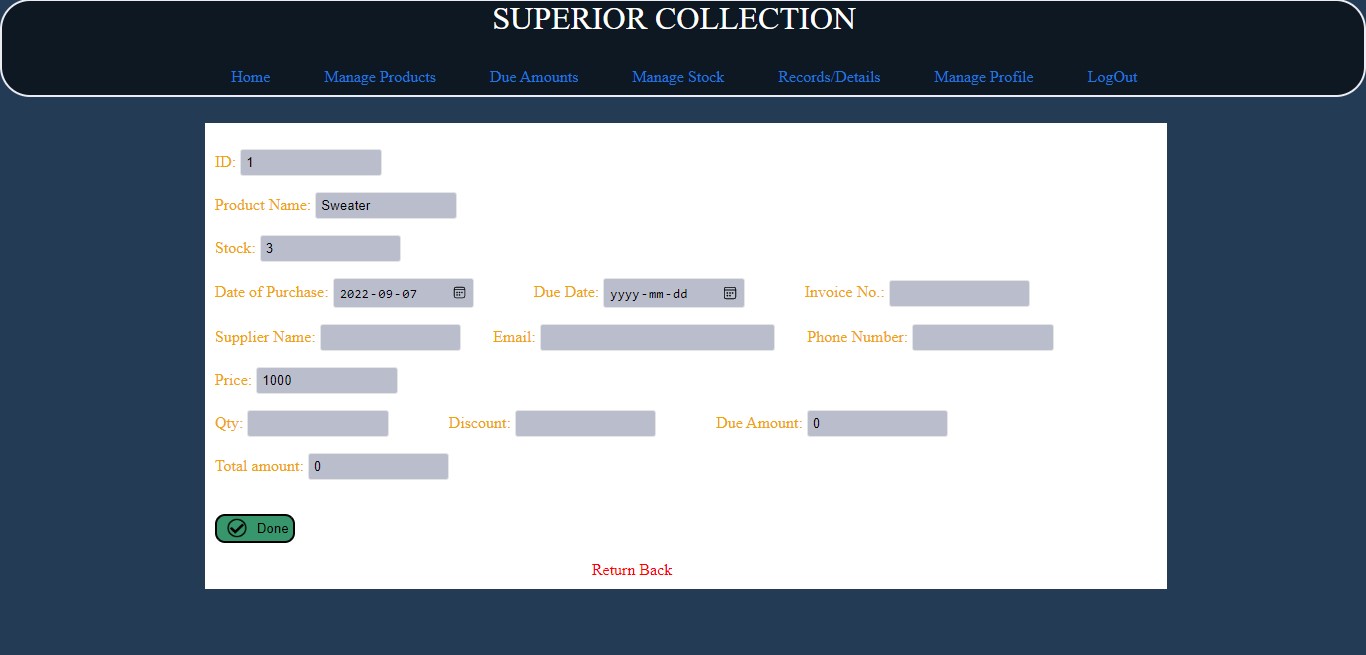 SUPERIOR COLLECTION
Home Manage Products Due Amounts Manage Stock Records/Details Manage Profile LogOut
ID: 1
Product Name: Sweater
Stock: 3
Date of Purchase: 2022-09-07 Due Date: yyyy-mm-dd Invoice No.:
Supplier Name: Email: Phone Number:
Price: 1000
Qty: Discount: Due Amount: 0
Total amount: 0
Done
Return Back